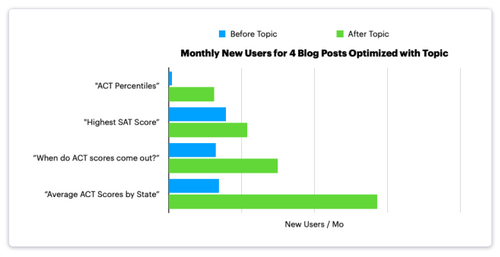 Before Topic
After Topic
Monthly New Users for 4 Blog Posts Optimized with Topic
"ACT Percentiles"
"Highest SAT Score"
"When do ACT scores come out?"
"Average ACT Scores by State"
New Users / Mo